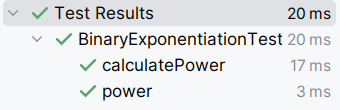 Test Results 20 ms
BinaryExponentiationTest 20 ms
calculatePower 17 ms
power 3 ms